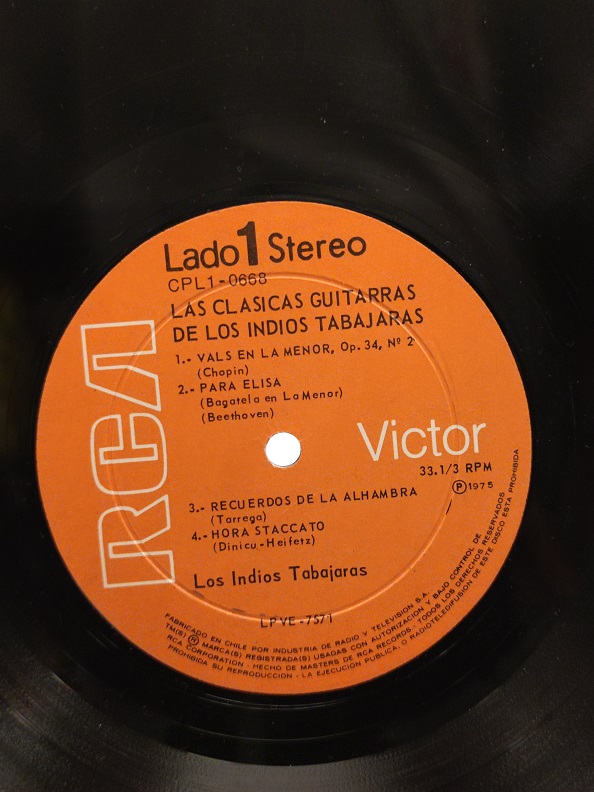 Lado 1 Stereo
CPL1-0668
LAS CLASICAS GUITARRAS
DE LOS INDIOS TABAJARAS
1.- VALS EN LA MENOR, Op. 34, Nº 2
(Chopin)
2.- PARA ELISA
(Bagatela en La Menor)
(Beethoven)
RCA
Victor
33.1/3 RPM
Ⓟ 1975
3.- RECUERDOS DE LA ALHAMBRA
(Tarrega)
4.- HORA STACCATO
(Dinicu-Heifetz)
Los Indios Tabajaras
LPVE-7571
FABRICADO EN CHILE POR INDUSTRIA DE RADIO Y TELEVISION S.A.
TM(S) ® MARCA(S) REGISTRADA(S) USADAS CON AUTORIZACION Y BAJO CONTROL DE
RCA CORPORATION - HECHO DE MASTERS DE RCA RECORDS - TODOS LOS DERECHOS RESERVADOS
PROHIBIDA SU REPRODUCCION - LA EJECUCION PUBLICA, O RADIOTELEDIFUSION DE ESTE DISCO ESTA PROHIBIDA